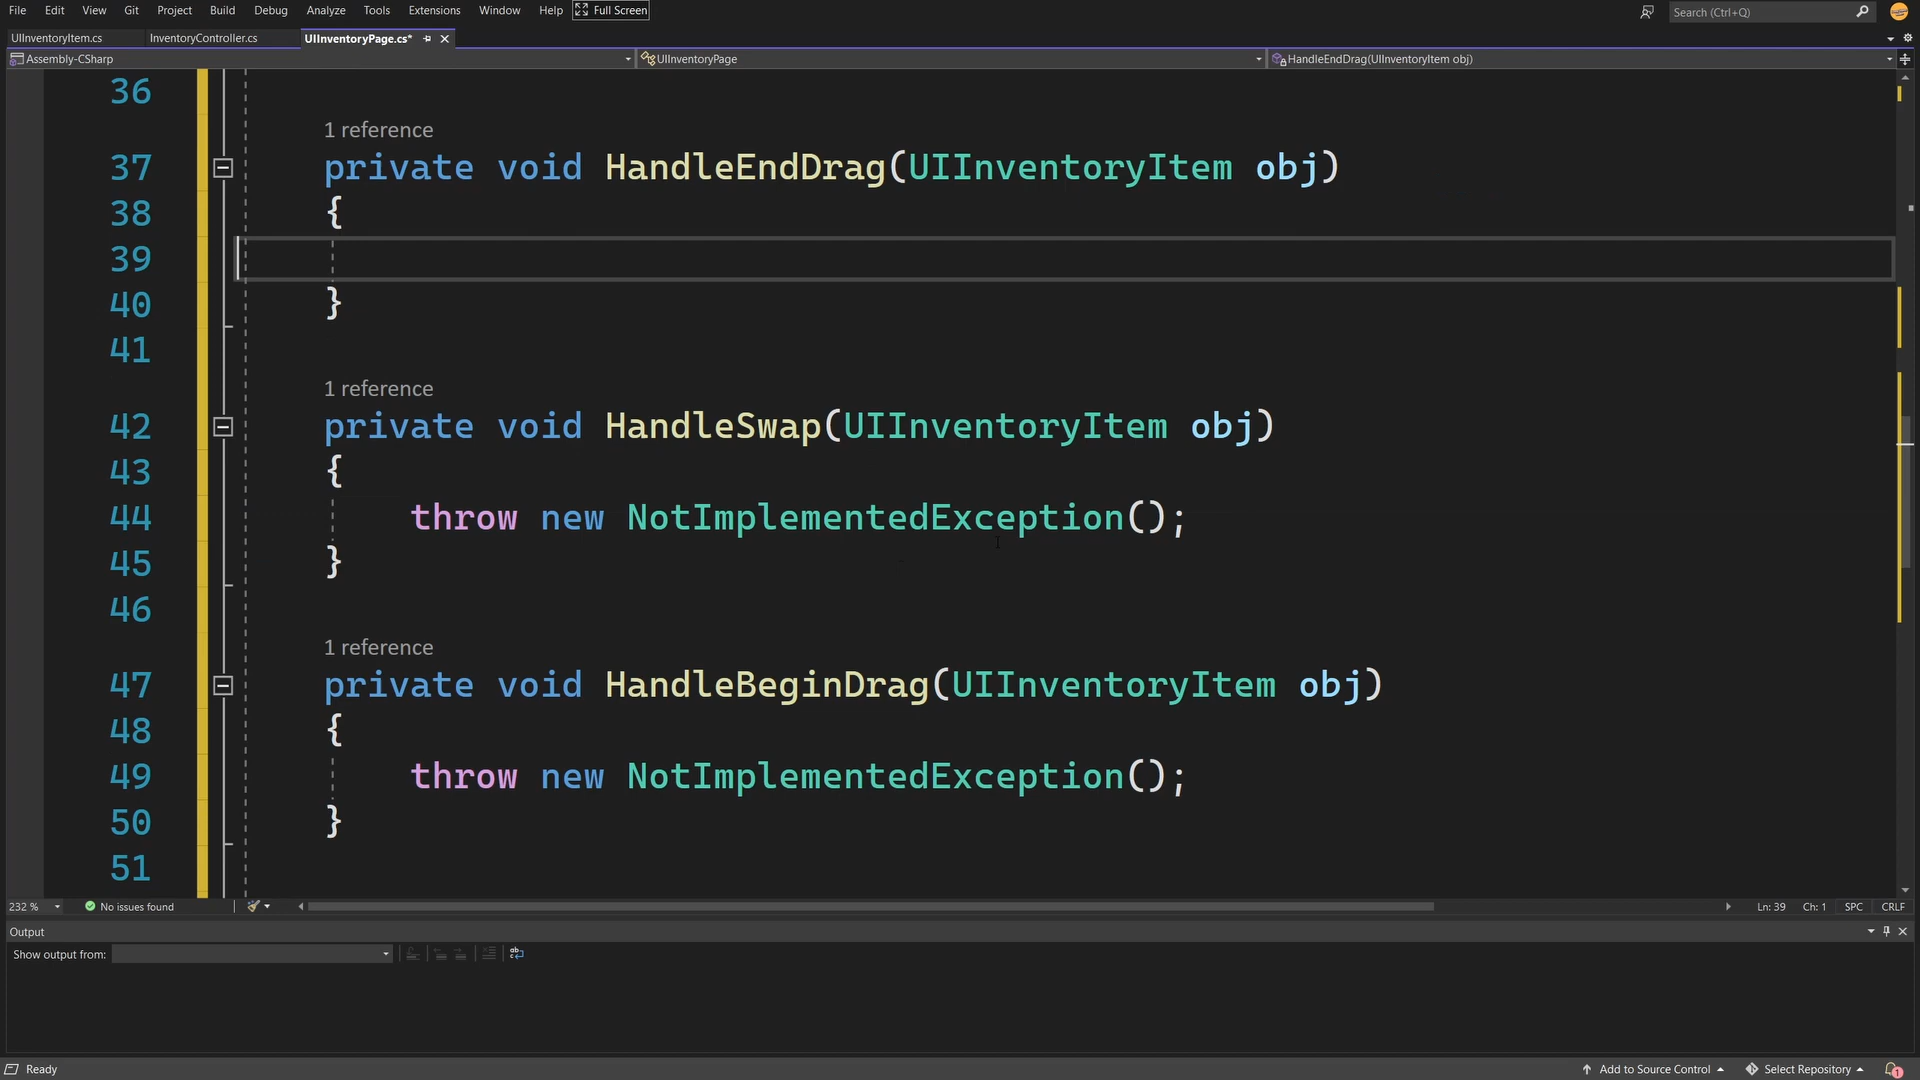 File Edit View Git Project Build Debug Analyze Tools Extensions Window Help Full Screen Search (Ctrl+Q)
UIInventoryItem.cs InventoryController.cs UIInventoryPage.cs*
Assembly-CSharp UIInventoryPage HandleEndDrag(UIInventoryItem obj)
36
1 reference
37 private void HandleEndDrag(UIInventoryItem obj)
38 {
39
40 }
41
1 reference
42 private void HandleSwap(UIInventoryItem obj)
43 {
44 throw new NotImplementedException();
45 }
46
1 reference
47 private void HandleBeginDrag(UIInventoryItem obj)
48 {
49 throw new NotImplementedException();
50 }
51
232 % No issues found Ln: 39 Ch: 1 SPC CRLF
Output
Show output from:
Ready Add to Source Control Select Repository 1